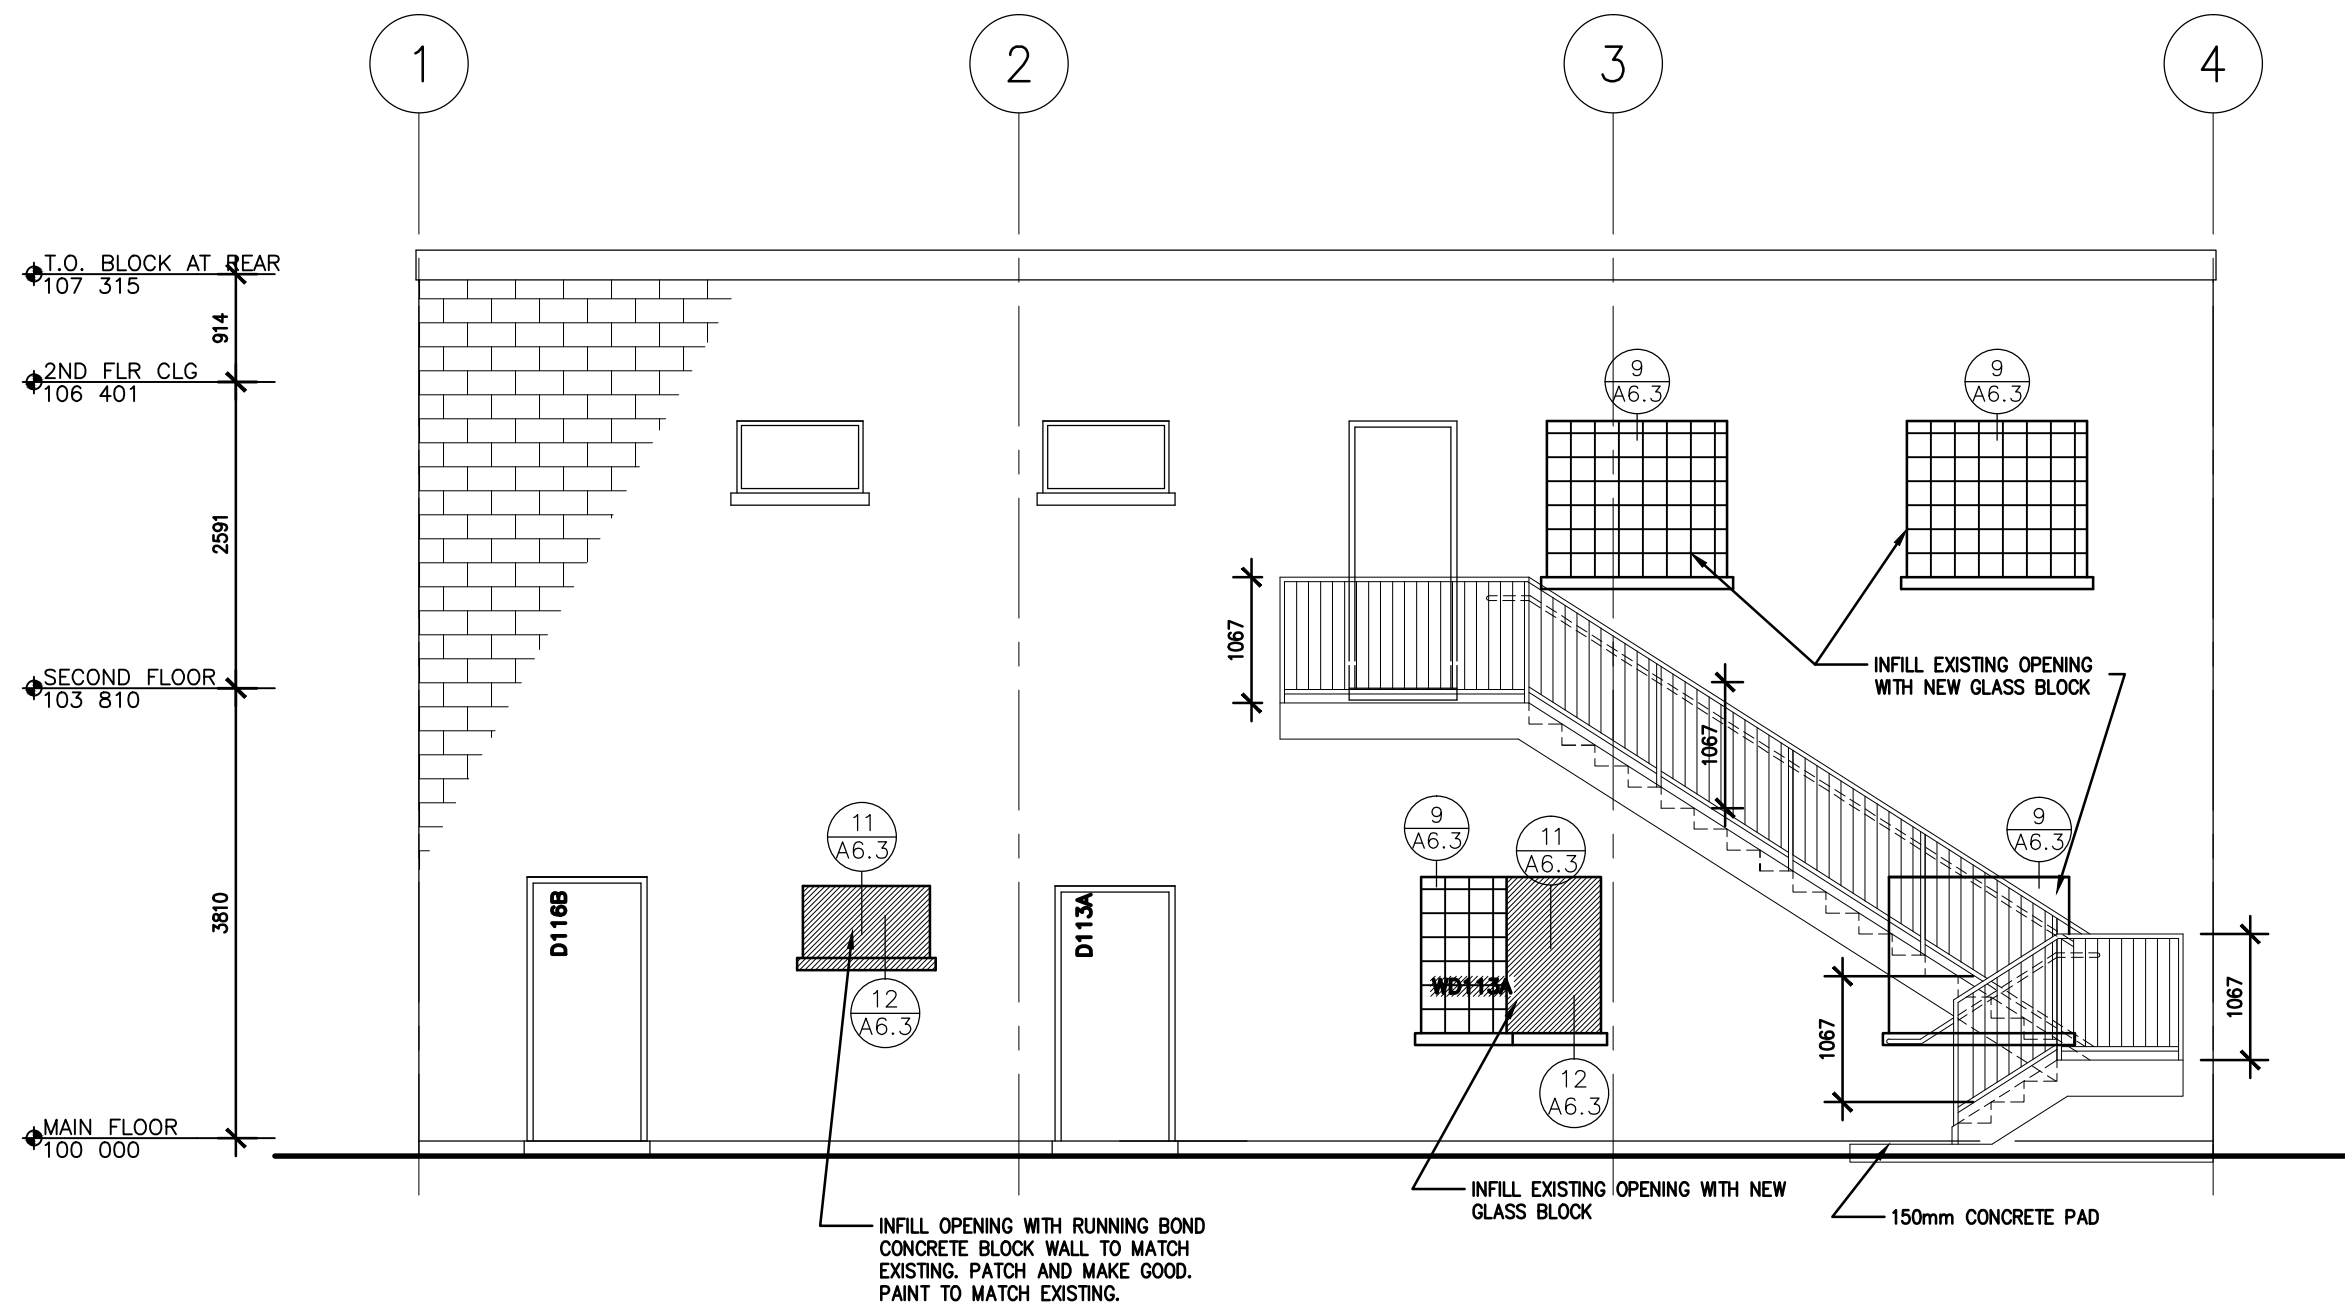 1
2
3
4
T.O. BLOCK AT REAR
107 315
914
2ND FLR CLG
106 401
2591
SECOND FLOOR
103 810
3810
MAIN FLOOR
100 000
9
A6.3
9
A6.3
1067
INFILL EXISTING OPENING
WITH NEW GLASS BLOCK
1067
11
A6.3
9
A6.3
11
A6.3
9
A6.3
D116B
D113A
WD113A
12
A6.3
1067
1067
12
A6.3
INFILL EXISTING OPENING WITH NEW
GLASS BLOCK
150mm CONCRETE PAD
INFILL OPENING WITH RUNNING BOND
CONCRETE BLOCK WALL TO MATCH
EXISTING. PATCH AND MAKE GOOD.
PAINT TO MATCH EXISTING.